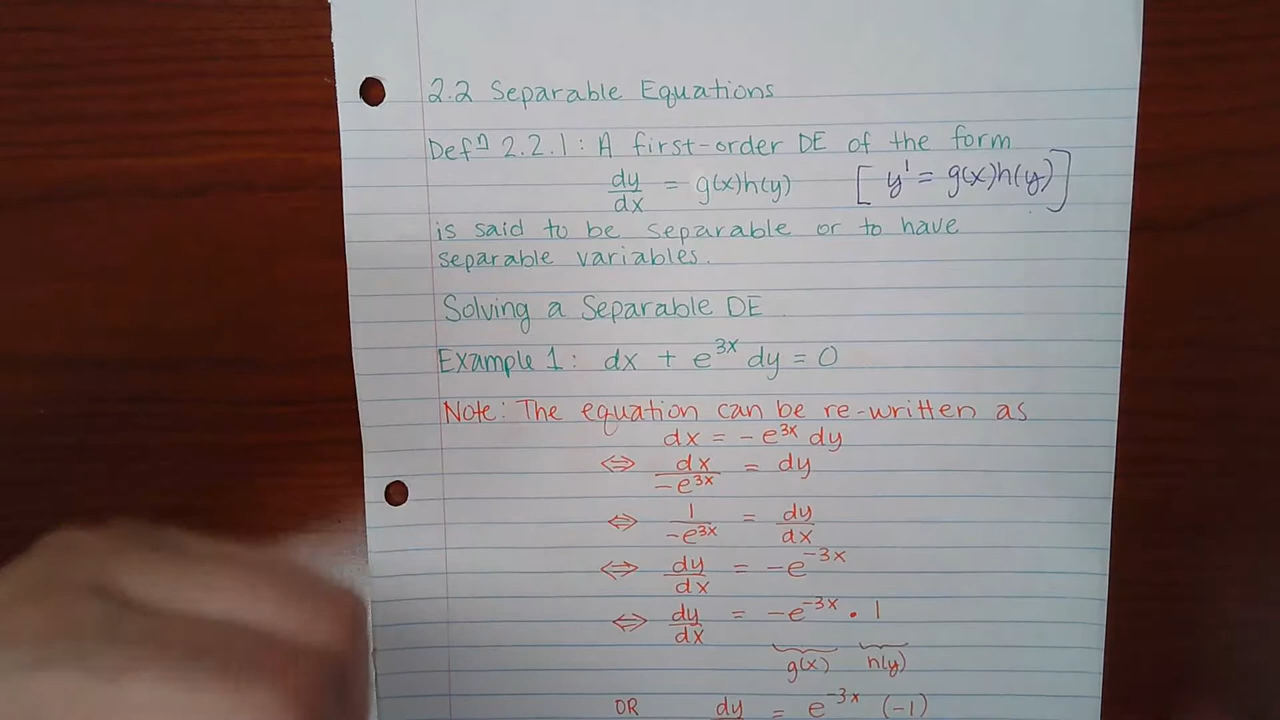 2.2 Separable Equations
Defⁿ 2.2.1: A first-order DE of the form
dy/dx = g(x)h(y) [y' = g(x)h(y)]
is said to be separable or to have
separable variables.
Solving a Separable DE
Example 1: dx + e^{3x} dy = 0
Note: The equation can be re-written as
dx = -e^{3x} dy
⇔ dx/-e^{3x} = dy
⇔ 1/-e^{3x} = dy/dx
⇔ dy/dx = -e^{-3x}
⇔ dy/dx = -e^{-3x} • 1
g(x) h(y)
OR dy = e^{-3x} (-1)